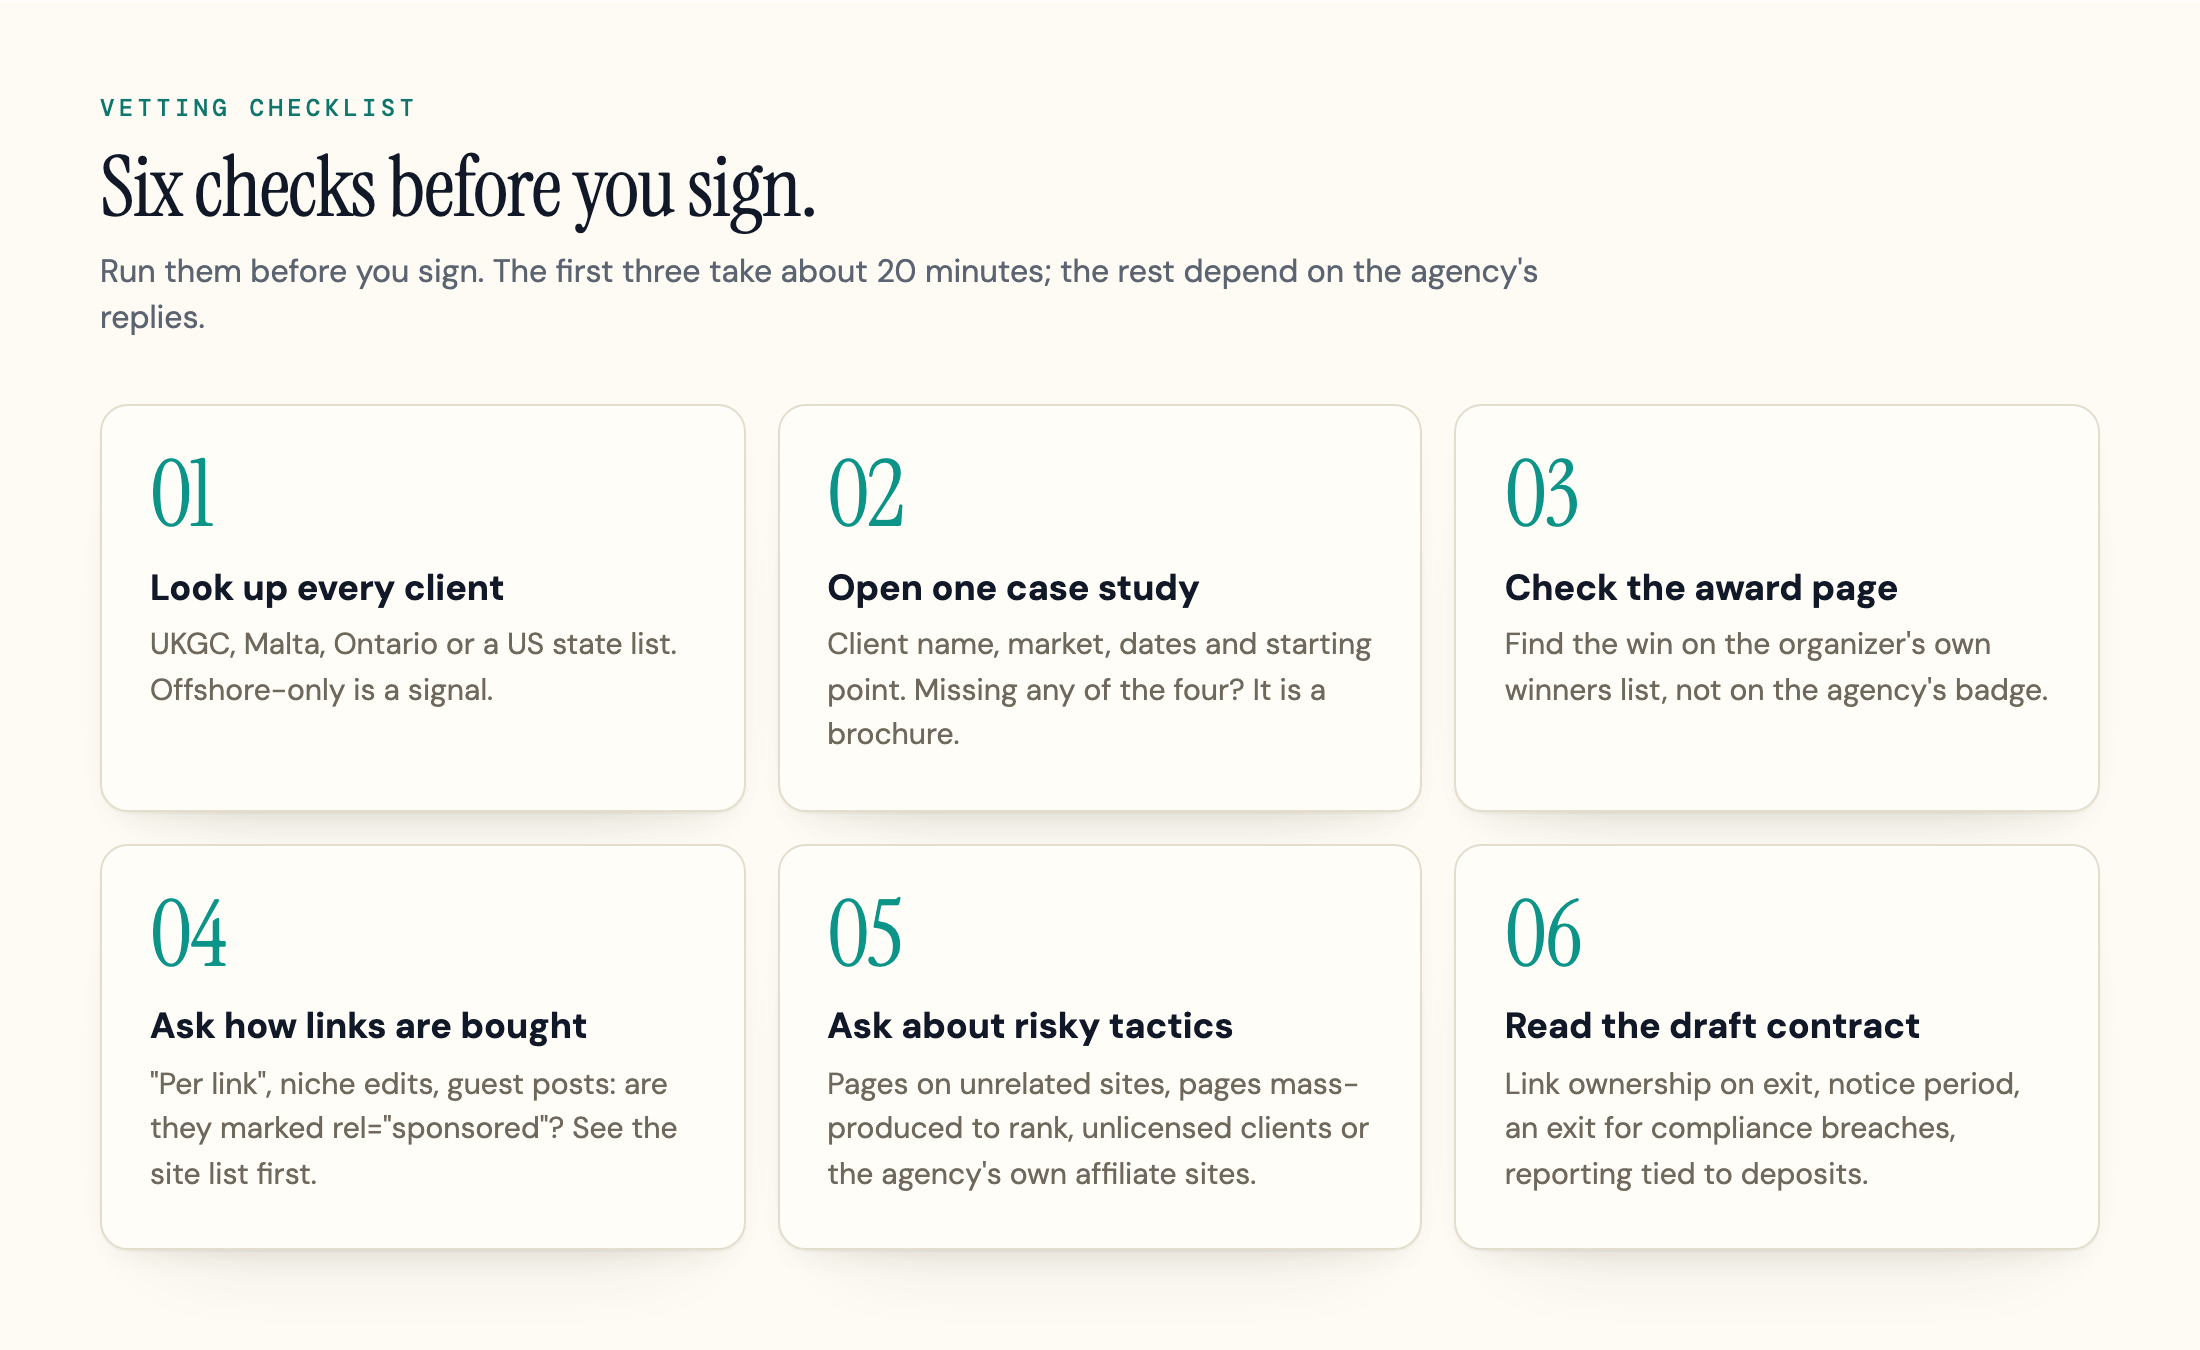 VETTING CHECKLIST
Six checks before you sign.
Run them before you sign. The first three take about 20 minutes; the rest depend on the agency's
replies.
01
Look up every client
UKGC, Malta, Ontario or a US state list.
Offshore-only is a signal.
02
Open one case study
Client name, market, dates and starting
point. Missing any of the four? It is a
brochure.
03
Check the award page
Find the win on the organizer's own
winners list, not on the agency's badge.
04
Ask how links are bought
"Per link", niche edits, guest posts: are
they marked rel="sponsored"? See the
site list first.
05
Ask about risky tactics
Pages on unrelated sites, pages mass-
produced to rank, unlicensed clients or
the agency's own affiliate sites.
06
Read the draft contract
Link ownership on exit, notice period,
an exit for compliance breaches,
reporting tied to deposits.